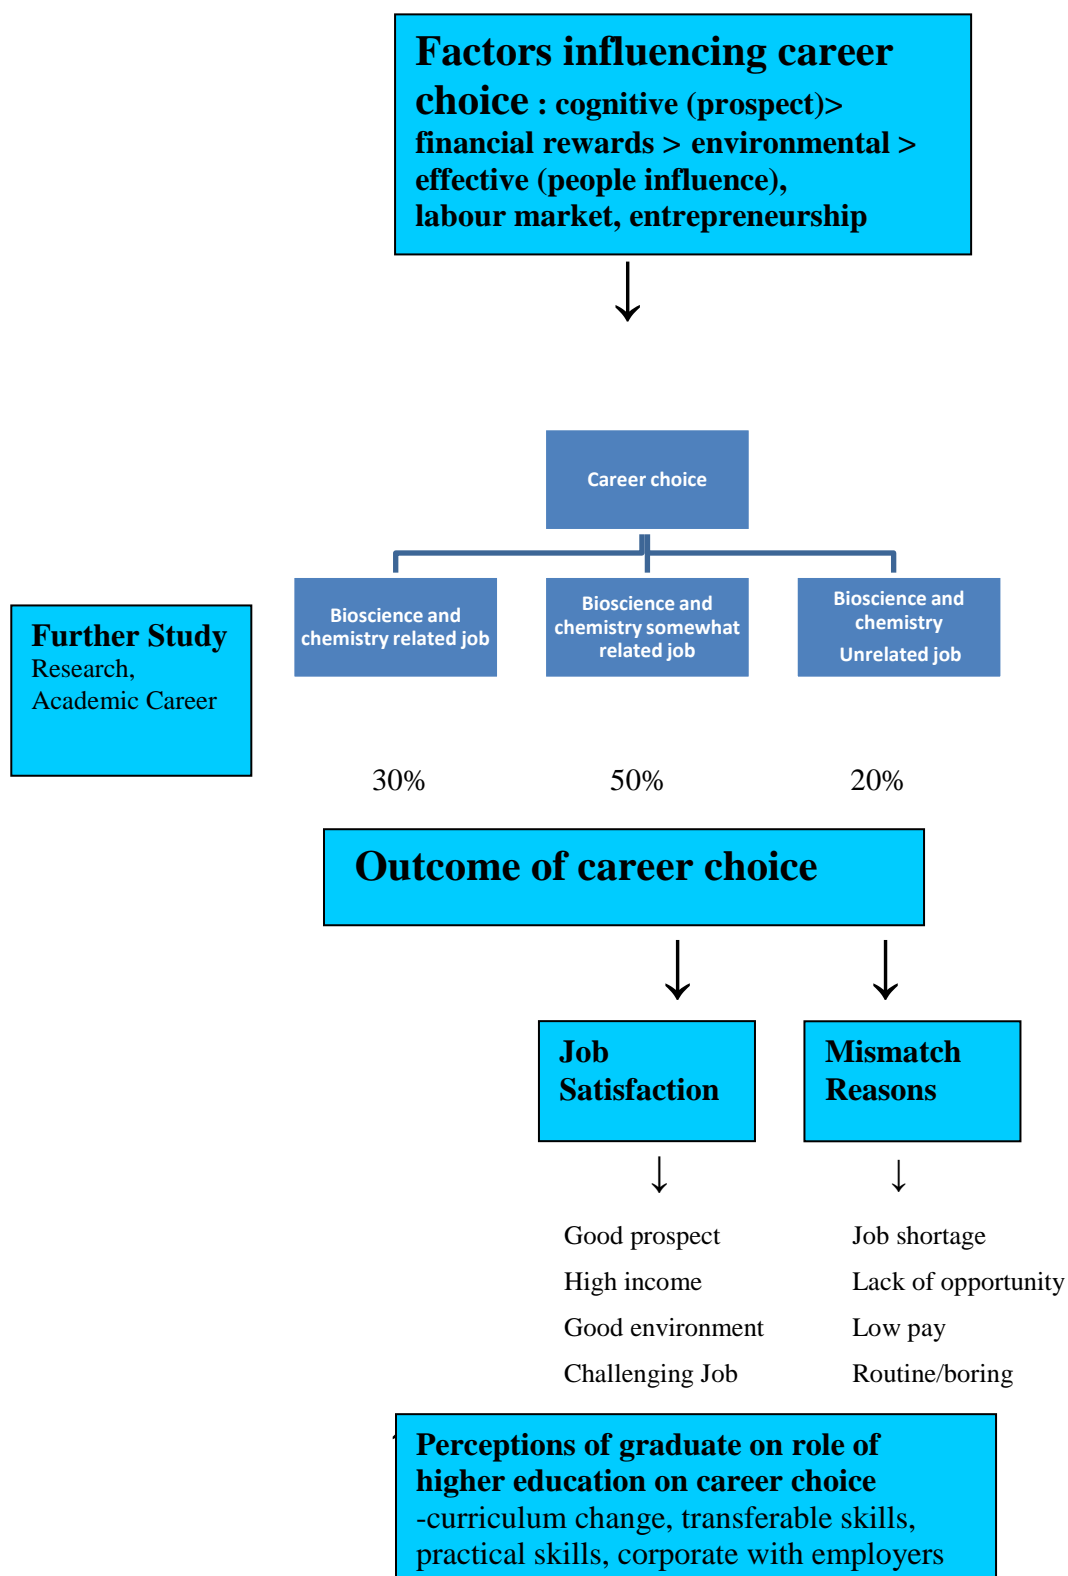 Factors influencing career
choice : cognitive (prospect)>
financial rewards > environmental >
effective (people influence),
labour market, entrepreneurship
↓
Career choice
Further Study
Research,
Academic Career
Bioscience and
chemistry related job
Bioscience and
chemistry somewhat
related job
Bioscience and
chemistry
Unrelated job
30%
50%
20%
Outcome of career choice
↓
↓
Job
Satisfaction
Mismatch
Reasons
↓
↓
Good prospect
High income
Good environment
Challenging Job
Job shortage
Lack of opportunity
Low pay
Routine/boring
Perceptions of graduate on role of
higher education on career choice
-curriculum change, transferable skills,
practical skills, corporate with employers